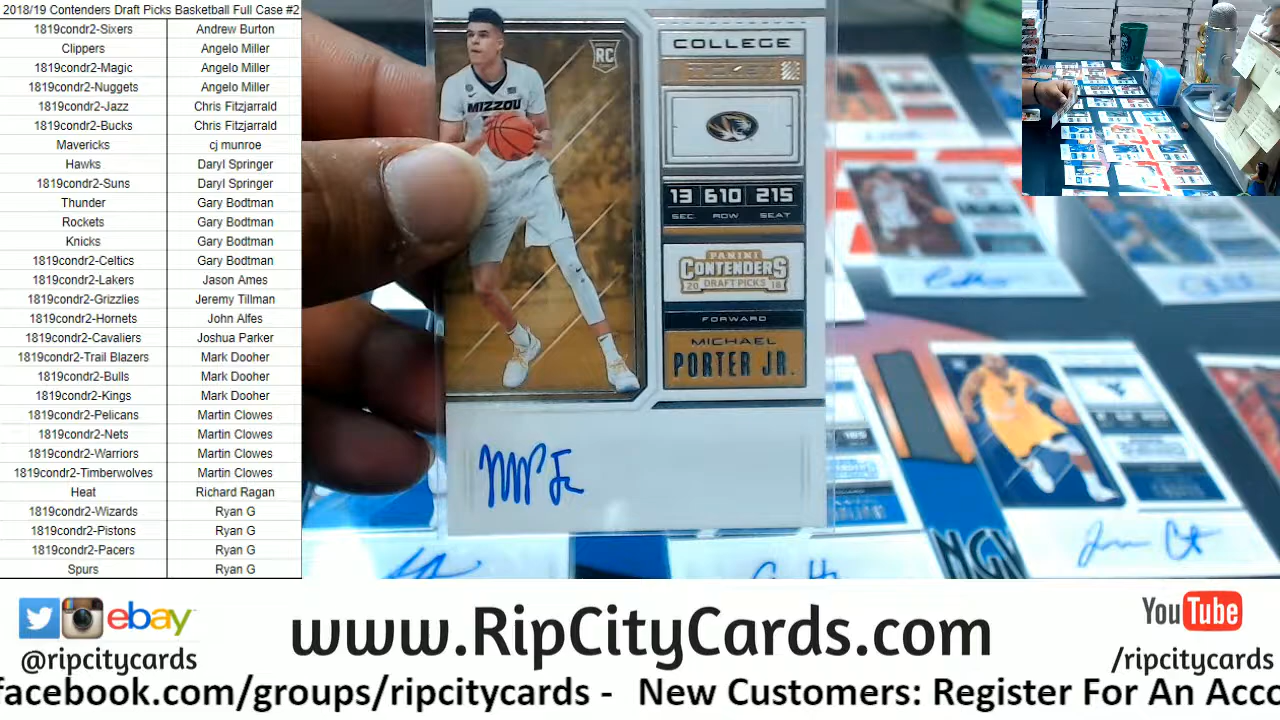 2018/19 Contenders Draft Picks Basketball Full Case #2
1819condr2-Sixers Andrew Burton
Clippers Angelo Miller
1819condr2-Magic Angelo Miller
1819condr2-Nuggets Angelo Miller
1819condr2-Jazz Chris Fitzjarrald
1819condr2-Bucks Chris Fitzjarrald
Mavericks cj munroe
Hawks Daryl Springer
1819condr2-Suns Daryl Springer
Thunder Gary Bodtman
Rockets Gary Bodtman
Knicks Gary Bodtman
1819condr2-Celtics Gary Bodtman
1819condr2-Lakers Jason Ames
1819condr2-Grizzlies Jeremy Tillman
1819condr2-Hornets John Alfes
1819condr2-Cavaliers Joshua Parker
1819condr2-Trail Blazers Mark Dooher
1819condr2-Bulls Mark Dooher
1819condr2-Kings Mark Dooher
1819condr2-Pelicans Martin Clowes
1819condr2-Nets Martin Clowes
1819condr2-Warriors Martin Clowes
1819condr2-Timberwolves Martin Clowes
Heat Richard Ragan
1819condr2-Wizards Ryan G
1819condr2-Pistons Ryan G
1819condr2-Pacers Ryan G
Spurs Ryan G
RC
MIZZOU
COLLEGE
TICKET
13 610 215
SEC ROW SEAT
PANINI
CONTENDERS
20 DRAFT PICKS 18
FORWARD
MICHAEL
PORTER JR.
ebay
@ripcitycards
www.RipCityCards.com
YouTube
/ripcitycards
facebook.com/groups/ripcitycards - New Customers: Register For An Acco